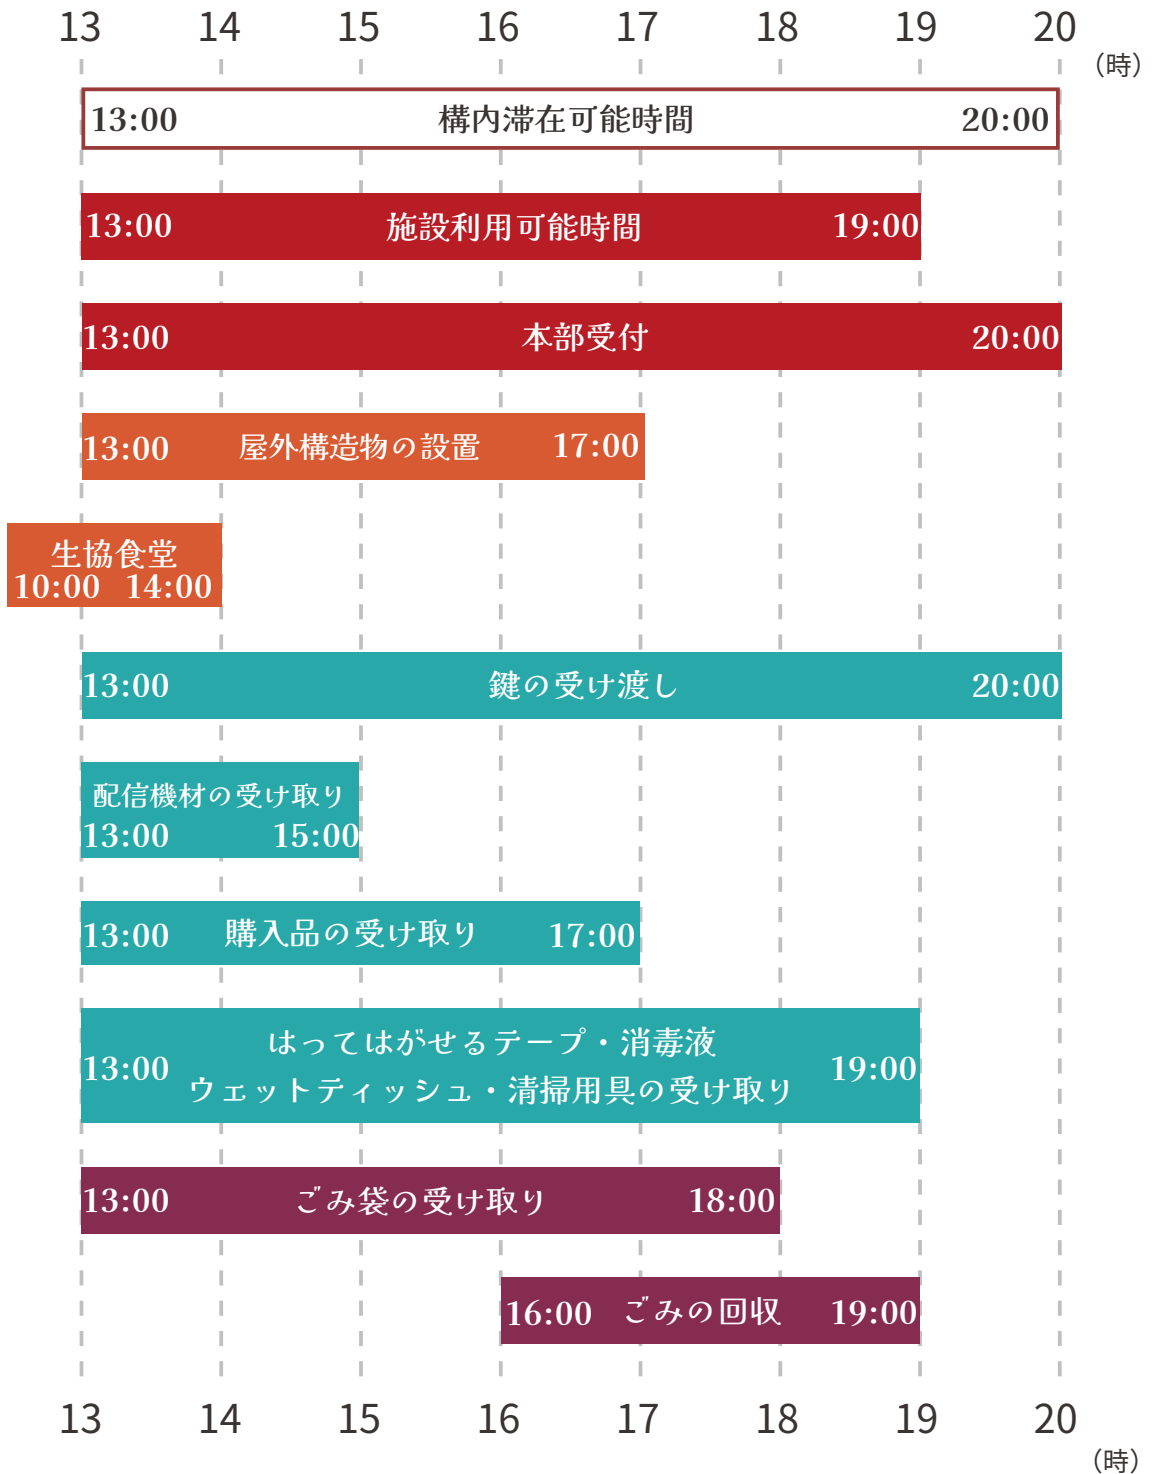 13 14 15 16 17 18 19 20
（時）
13:00 構内滞在可能時間 20:00
13:00 施設利用可能時間 19:00
13:00 本部受付 20:00
13:00 屋外構造物の設置 17:00
生協食堂
10:00 14:00
13:00 鍵の受け渡し 20:00
配信機材の受け取り
13:00 15:00
13:00 購入品の受け取り 17:00
はってはがせるテープ・消毒液
13:00 19:00
ウェットティッシュ・清掃用具の受け取り
13:00 ごみ袋の受け取り 18:00
16:00 ごみの回収 19:00
13 14 15 16 17 18 19 20
（時）